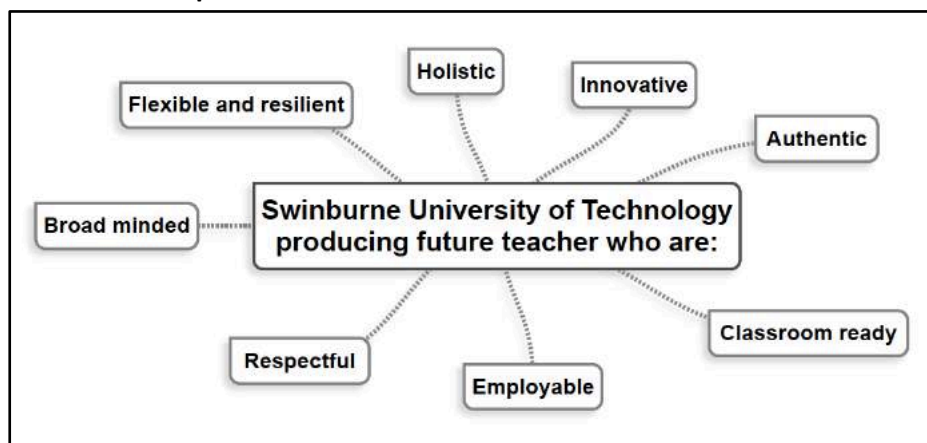 Holistic
Innovative
Flexible and resilient
Authentic
Swinburne University of Technology
producing future teacher who are:
Broad minded
Classroom ready
Respectful
Employable